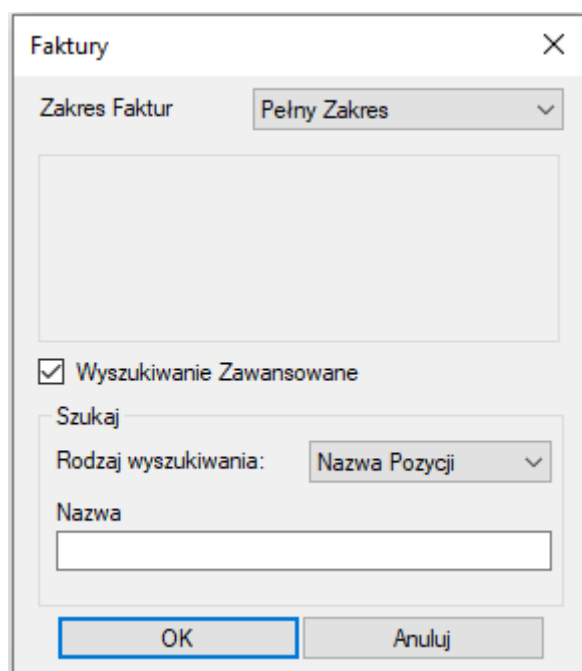 Faktury
Zakres Faktur Pełny Zakres
Wyszukiwanie Zawansowane
Szukaj
Rodzaj wyszukiwania: Nazwa Pozycji
Nazwa
OK Anuluj